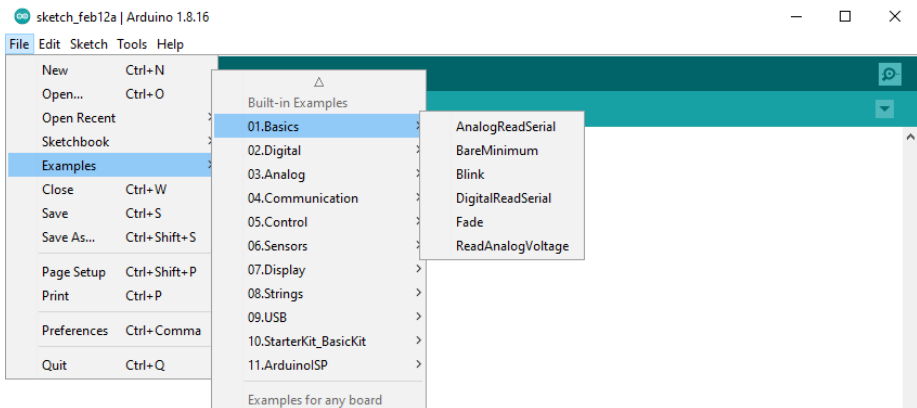 sketch_feb12a | Arduino 1.8.16
File Edit Sketch Tools Help
New Ctrl+N
Open... Ctrl+O
Open Recent
Sketchbook
Examples
Close Ctrl+W
Save Ctrl+S
Save As... Ctrl+Shift+S
Page Setup Ctrl+Shift+P
Print Ctrl+P
Preferences Ctrl+Comma
Quit Ctrl+Q
Built-in Examples
01.Basics
02.Digital
03.Analog
04.Communication
05.Control
06.Sensors
07.Display
08.Strings
09.USB
10.StarterKit_BasicKit
11.ArduinoISP
Examples for any board
AnalogReadSerial
BareMinimum
Blink
DigitalReadSerial
Fade
ReadAnalogVoltage